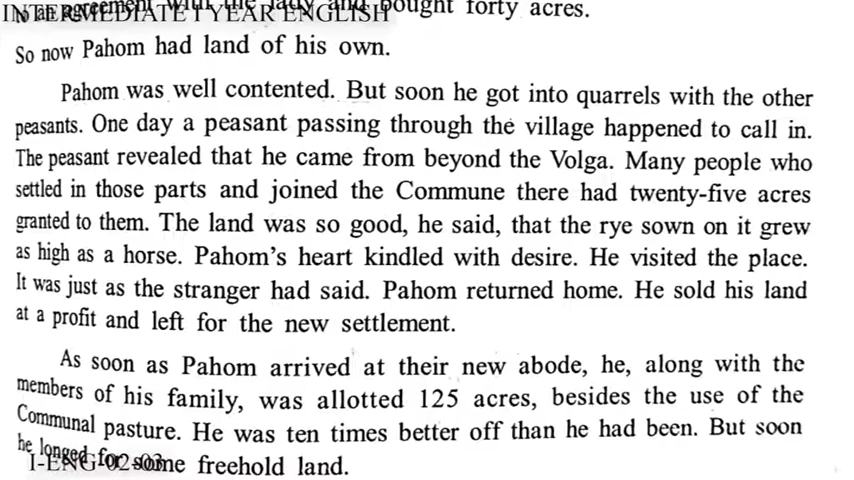 INTERMEDIATE I YEAR ENGLISH
to an agreement with the lady and bought forty acres.
So now Pahom had land of his own.
Pahom was well contented. But soon he got into quarrels with the other
peasants. One day a peasant passing through the village happened to call in.
The peasant revealed that he came from beyond the Volga. Many people who
settled in those parts and joined the Commune there had twenty-five acres
granted to them. The land was so good, he said, that the rye sown on it grew
as high as a horse. Pahom's heart kindled with desire. He visited the place.
It was just as the stranger had said. Pahom returned home. He sold his land
at a profit and left for the new settlement.
As soon as Pahom arrived at their new abode, he, along with the
members of his family, was allotted 125 acres, besides the use of the
Communal pasture. He was ten times better off than he had been. But soon
he longed for some freehold land.
I-ENG-02-03